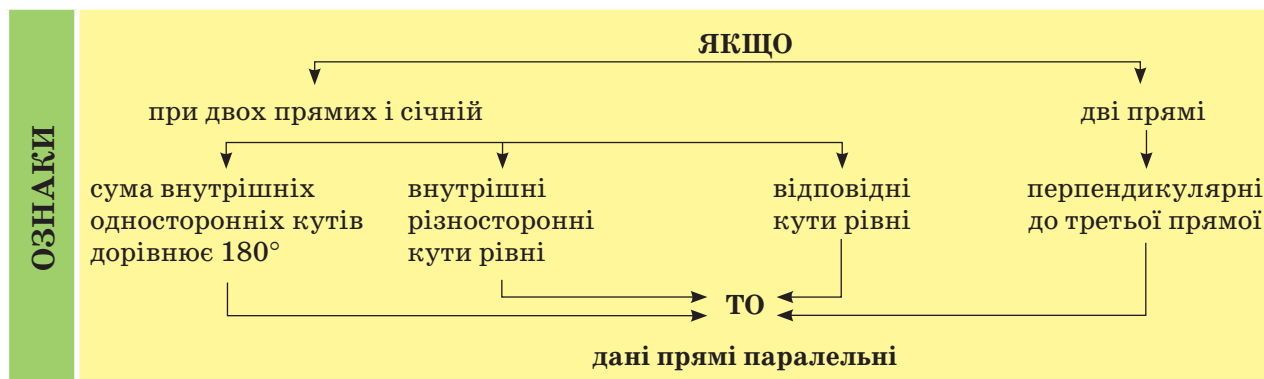 ОЗНАКИ
ЯКЩО
при двох прямих і січній
сума внутрішніх
односторонніх кутів
дорівнює 180°
внутрішні
різносторонні
кути рівні
відповідні
кути рівні
дві прямі
перпендикулярні
до третьої прямої
ТО
дані прямі паралельні